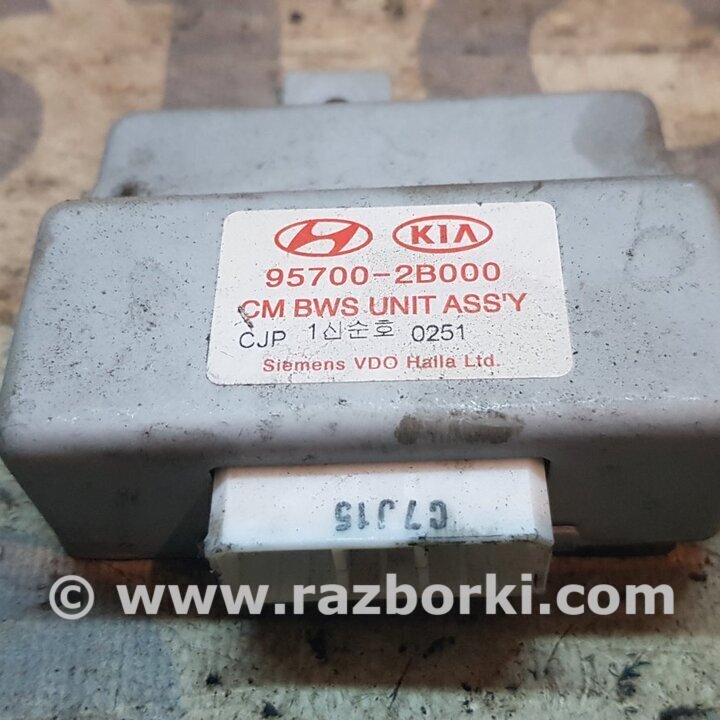 KIA
95700-2B000
CM BWS UNIT ASS'Y
CJP 1신순호 0251
Siemens VDO Halla Ltd.
G7J15
© www.razborki.com